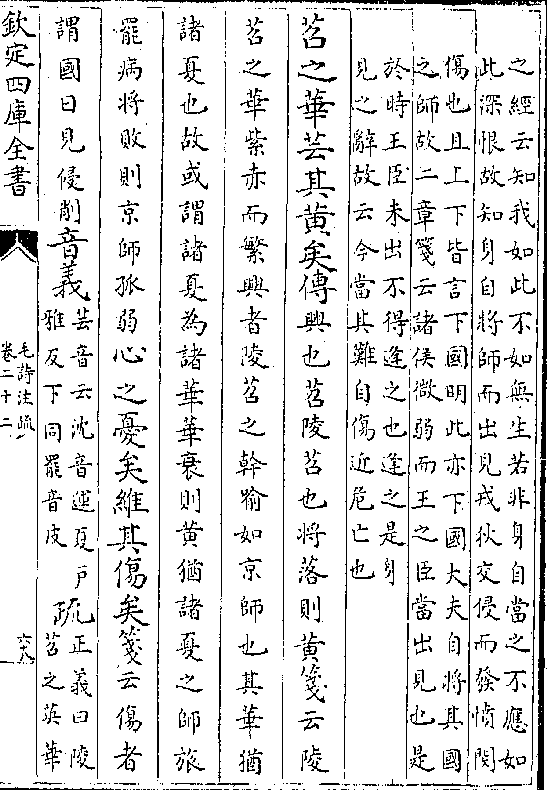 之經云知我如此不如無生若非身自當之不應如
此深恨故知身自將師而出見戎狄交侵而發憤閔
傷也且上下皆言下國明此亦下國大夫自將其國
之師故二章箋云諸侯微弱而王之臣當出見也是
於時王臣未出不得逢之也逢之是身
見之辭故云今當其難自傷近危亡也
苕之華芸其黄矣傳興也苕陵苕也將落則黄箋云陵
苕之華紫赤而繁興者陵苕之幹喻如京師也其華猶
諸夏也故或謂諸夏為諸華華衰則黄猶諸夏之師旅
罷病將敗則京師孤弱心之憂矣維其傷矣箋云傷者
謂國日見侵削音義
芸音云沈音運夏戸
雅反下同罷音皮
疏
正義曰陵
苕之英華
欽定四庫全書
毛詩注疏
卷二十二